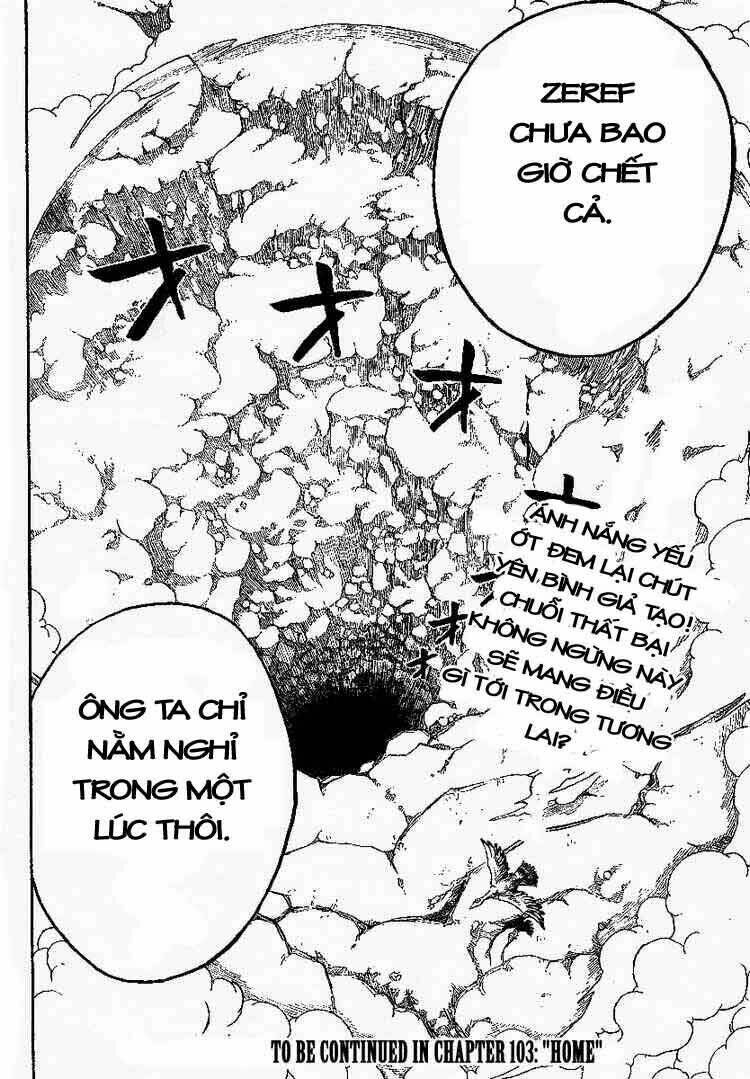 ZEREF
CHƯA BAO
GIỜ CHẾT
CẢ.
ÁNH NẮNG YẾU
ỚT ĐEM LẠI CHÚT
YÊN BÌNH GIẢ TẠO!
CHUỖI THẤT BẠI
KHÔNG NGỪNG NÀY
SẼ MANG ĐIỀU
GÌ TỚI TRONG TƯƠNG
LAI?
ÔNG TA CHỈ
NẰM NGHỈ
TRONG MỘT
LÚC THÔI.
TO BE CONTINUED IN CHAPTER 103: "HOME"